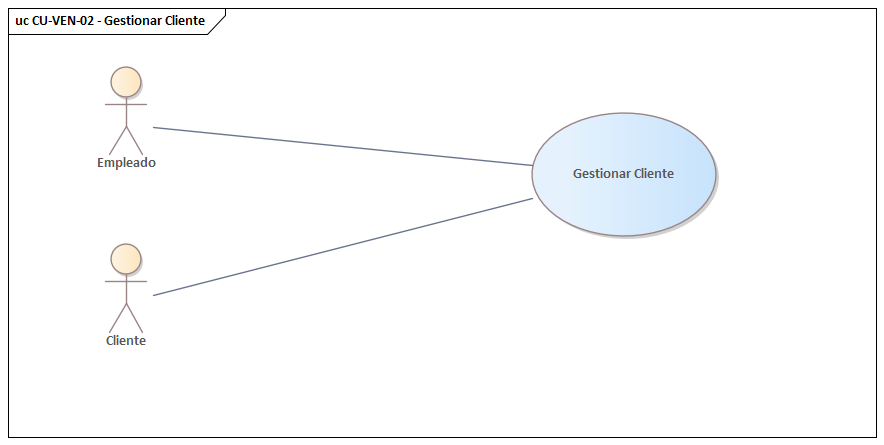 uc CU-VEN-02 - Gestionar Cliente
Empleado
Gestionar Cliente
Cliente